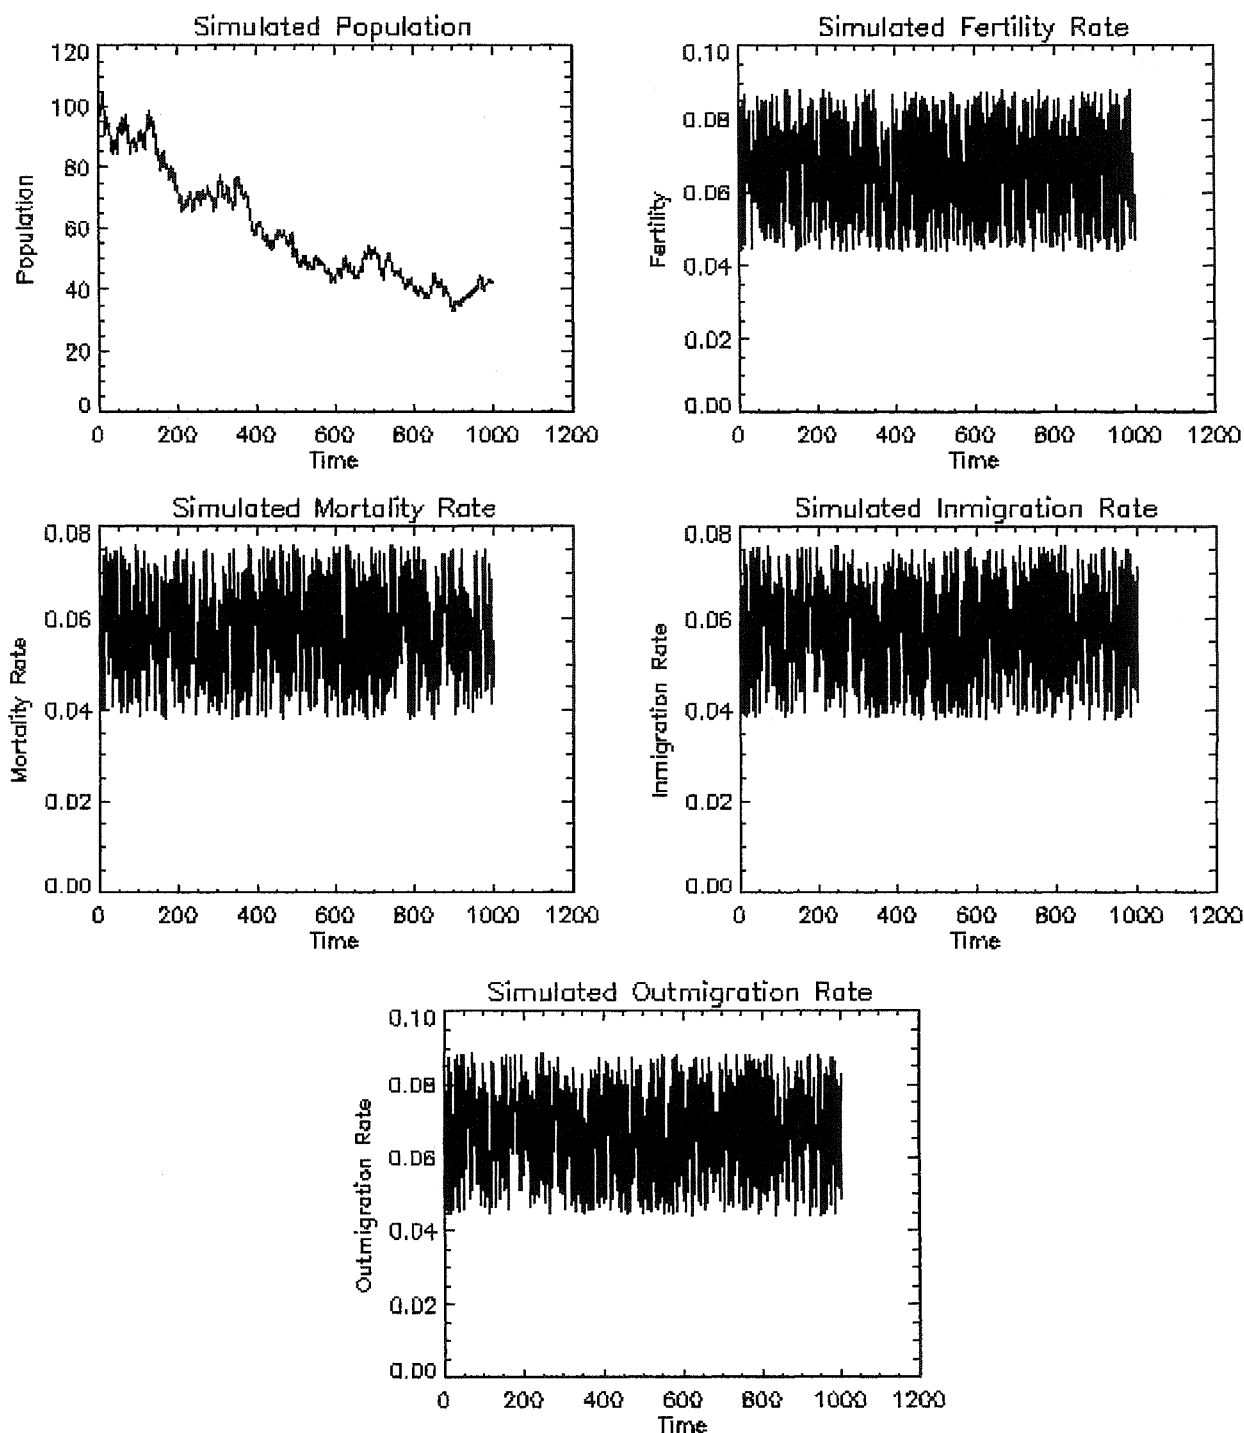 Simulated Population
120
100
80
60
40
20
0
Population
0 200 400 600 800 1000 1200
Time
Simulated Fertility Rate
0.10
0.08
0.06
0.04
0.02
0.00
Fertility
0 200 400 600 800 1000 1200
Time
Simulated Mortality Rate
0.08
0.06
0.04
0.02
0.00
Mortality Rate
0 200 400 600 800 1000 1200
Time
Simulated Inmigration Rate
0.08
0.06
0.04
0.02
0.00
Inmigration Rate
0 200 400 600 800 1000 1200
Time
Simulated Outmigration Rate
0.10
0.08
0.06
0.04
0.02
0.00
Outmigration Rate
0 200 400 600 800 1000 1200
Time